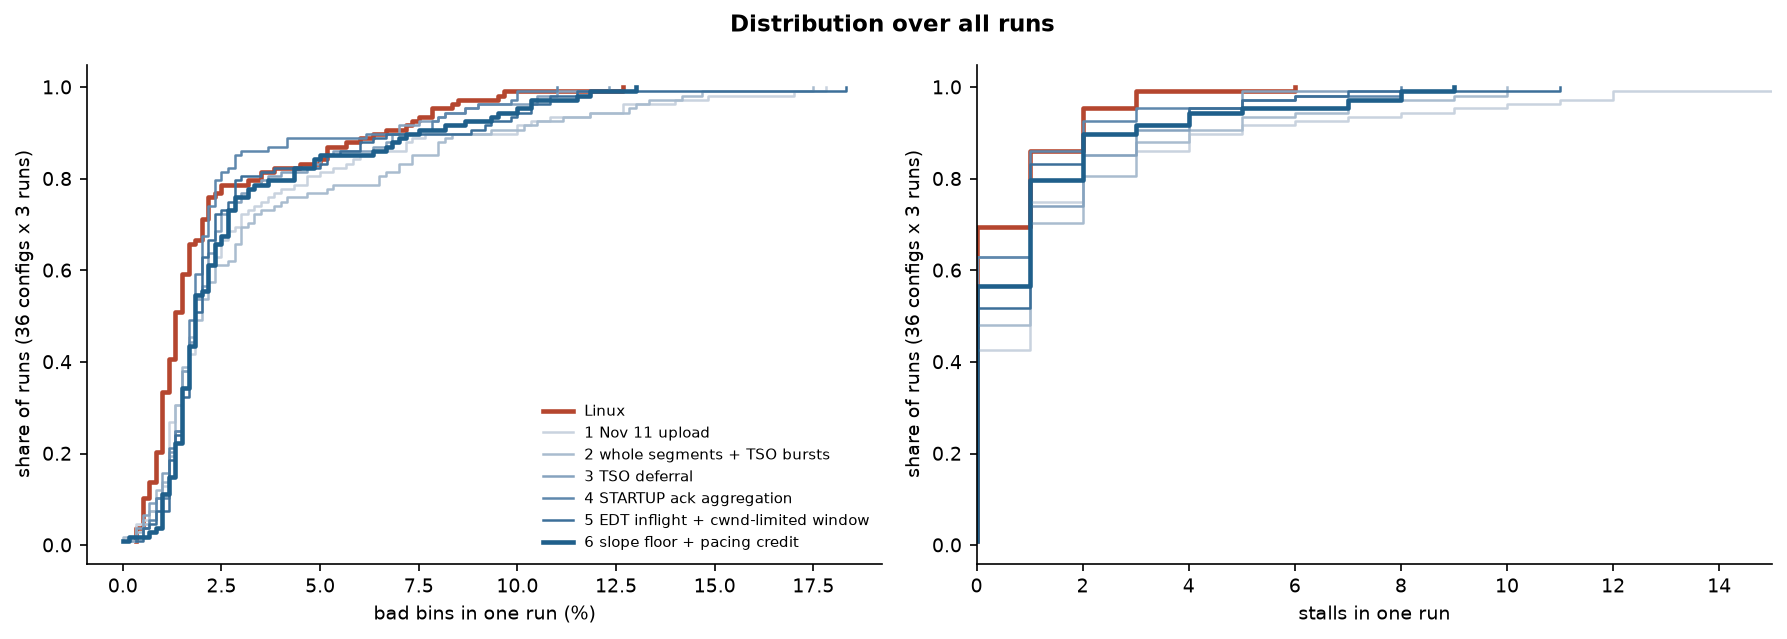 Distribution over all runs
share of runs (36 configs x 3 runs)
1.0
0.8
0.6
0.4
0.2
0.0
0.0 2.5 5.0 7.5 10.0 12.5 15.0 17.5
bad bins in one run (%)
Linux
1 Nov 11 upload
2 whole segments + TSO bursts
3 TSO deferral
4 STARTUP ack aggregation
5 EDT inflight + cwnd-limited window
6 slope floor + pacing credit
share of runs (36 configs x 3 runs)
1.0
0.8
0.6
0.4
0.2
0.0
0 2 4 6 8 10 12 14
stalls in one run